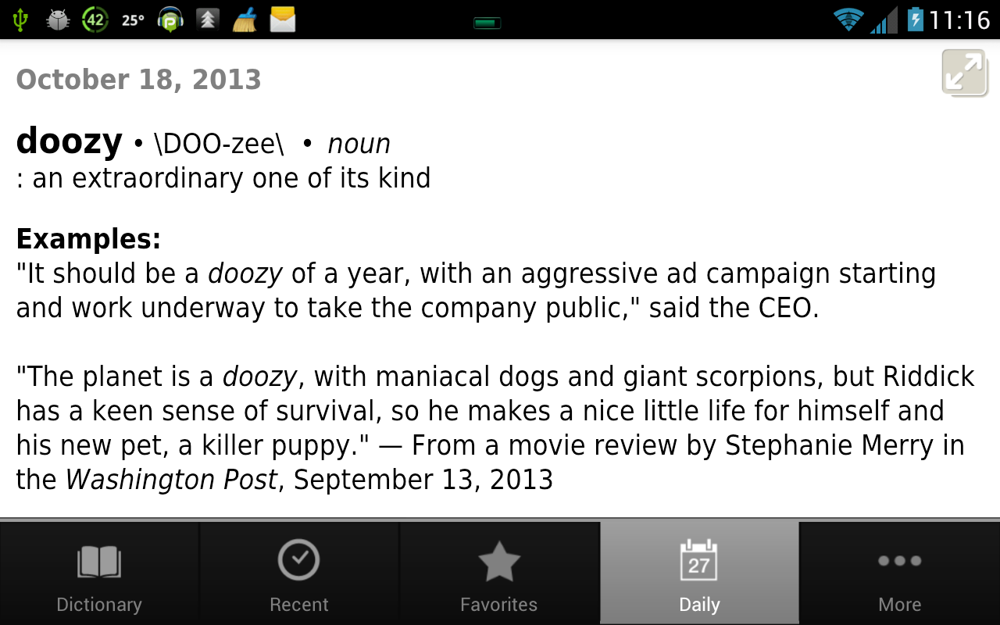 42 25° 11:16
October 18, 2013
doozy • \DOO-zee\ • noun
: an extraordinary one of its kind
Examples:
"It should be a doozy of a year, with an aggressive ad campaign starting
and work underway to take the company public," said the CEO.
"The planet is a doozy, with maniacal dogs and giant scorpions, but Riddick
has a keen sense of survival, so he makes a nice little life for himself and
his new pet, a killer puppy." — From a movie review by Stephanie Merry in
the Washington Post, September 13, 2013
27
Dictionary Recent Favorites Daily More